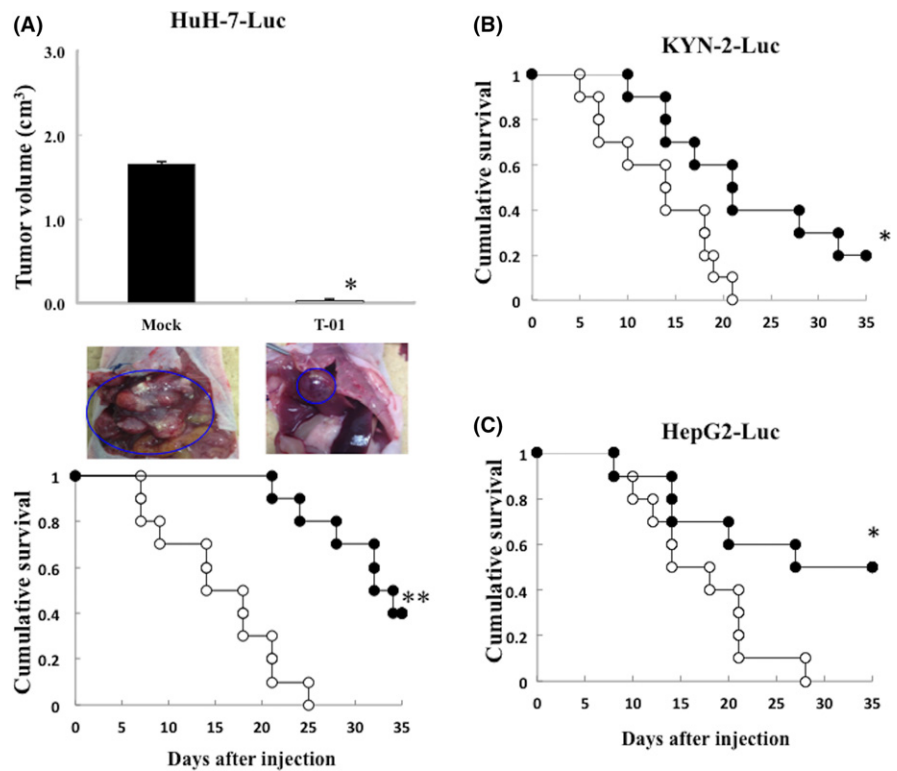 (A)
HuH-7-Luc
Tumor volume (cm³)
3.0
2.0
1.0
0.0
*
Mock
T-01
Cumulative survival
1
0.8
0.6
0.4
0.2
0
**
0 5 10 15 20 25 30 35
Days after injection
(B)
KYN-2-Luc
Cumulative survival
1
0.8
0.6
0.4
0.2
0
*
0 5 10 15 20 25 30 35
(C)
HepG2-Luc
Cumulative survival
1
0.8
0.6
0.4
0.2
0
*
0 5 10 15 20 25 30 35
Days after injection